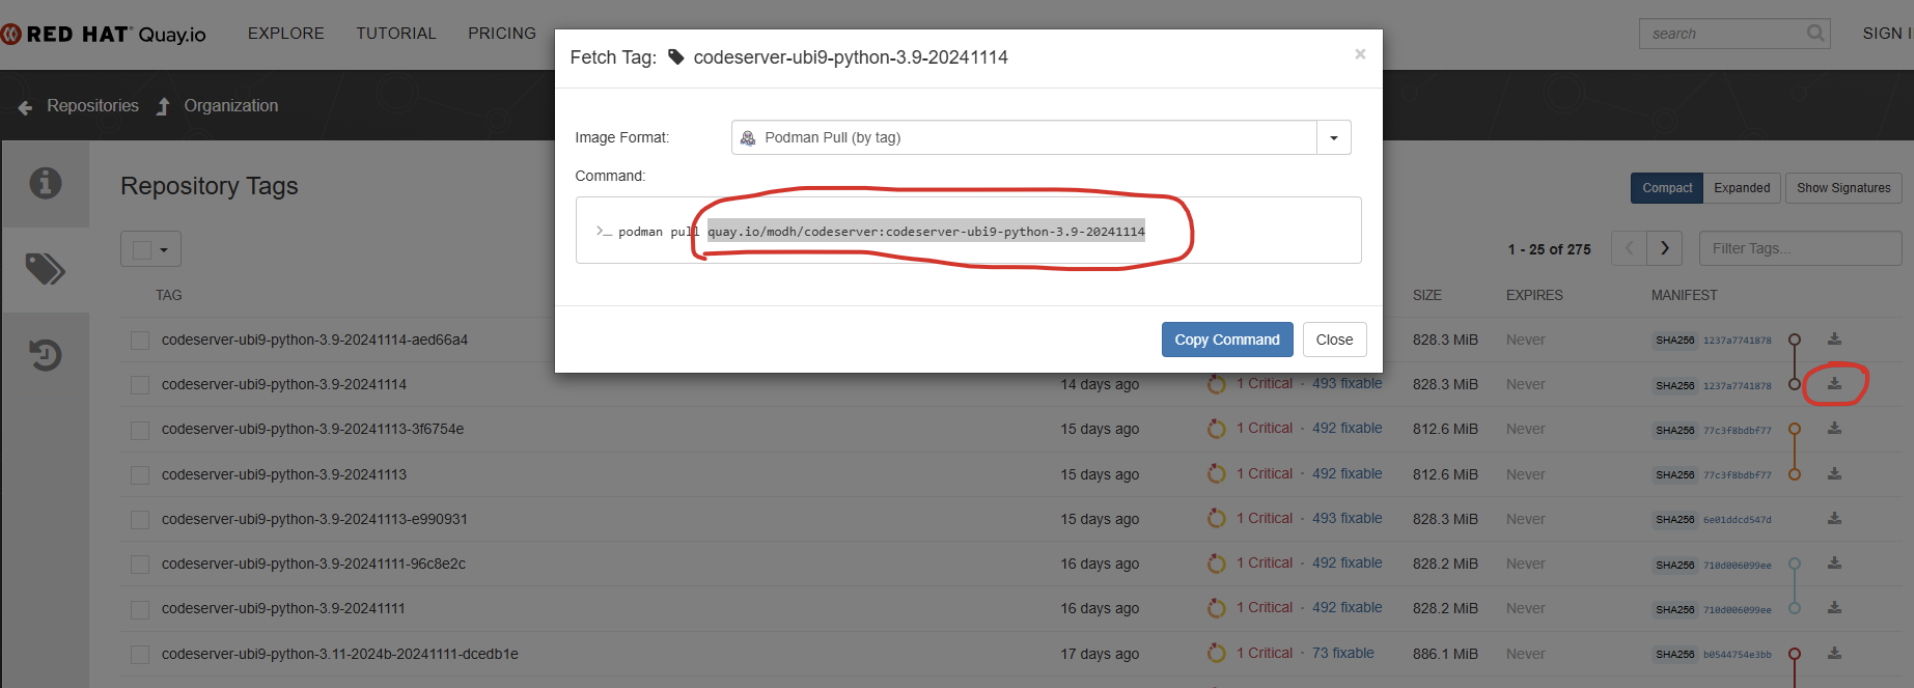 RED HAT Quay.io EXPLORE TUTORIAL PRICING search SIGN I
Fetch Tag: codeserver-ubi9-python-3.9-20241114 ×
Repositories Organization
Image Format: Podman Pull (by tag)
Command:
>_ podman pull quay.io/modh/codeserver:codeserver-ubi9-python-3.9-20241114
Copy Command Close
Repository Tags Compact Expanded Show Signatures
1 - 25 of 275 < > Filter Tags...
TAG SIZE EXPIRES MANIFEST
codeserver-ubi9-python-3.9-20241114-aed66a4 828.3 MiB Never SHA256 1237a7741878
codeserver-ubi9-python-3.9-20241114 14 days ago 1 Critical · 493 fixable 828.3 MiB Never SHA256 1237a7741878
codeserver-ubi9-python-3.9-20241113-3f6754e 15 days ago 1 Critical · 492 fixable 812.6 MiB Never SHA256 77c3f8bdbf77
codeserver-ubi9-python-3.9-20241113 15 days ago 1 Critical · 492 fixable 812.6 MiB Never SHA256 77c3f8bdbf77
codeserver-ubi9-python-3.9-20241113-e990931 15 days ago 1 Critical · 493 fixable 828.3 MiB Never SHA256 6e01ddcd547d
codeserver-ubi9-python-3.9-20241111-96c8e2c 16 days ago 1 Critical · 492 fixable 828.2 MiB Never SHA256 710d006099ee
codeserver-ubi9-python-3.9-20241111 16 days ago 1 Critical · 492 fixable 828.2 MiB Never SHA256 710d006099ee
codeserver-ubi9-python-3.11-2024b-20241111-dcedb1e 17 days ago 1 Critical · 73 fixable 886.1 MiB Never SHA256 b0544754e3bb